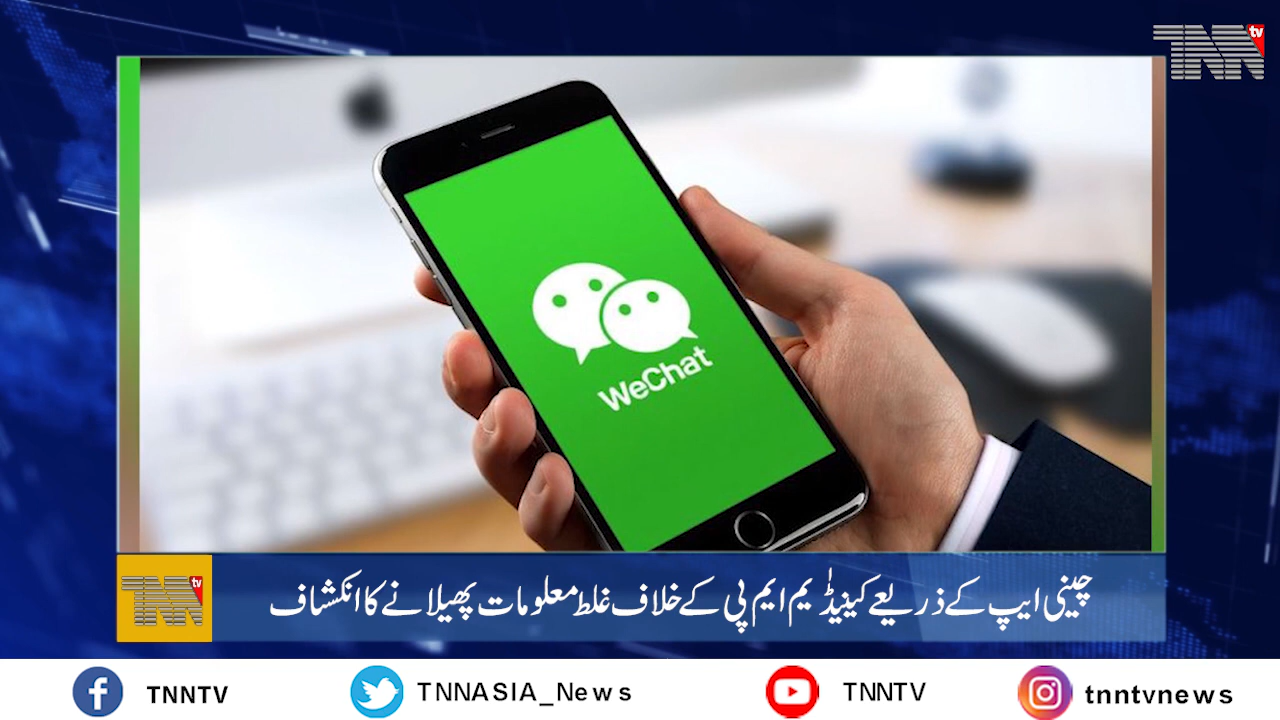 TNN tv
WeChat
TNN tv
چینی ایپ کے ذریعے کینیڈٰیم ایم پی کے خلاف غلط معلومات پھیلانے کا انکشاف
TNNTV
TNNASIA_News
TNNTV
tnntvnews